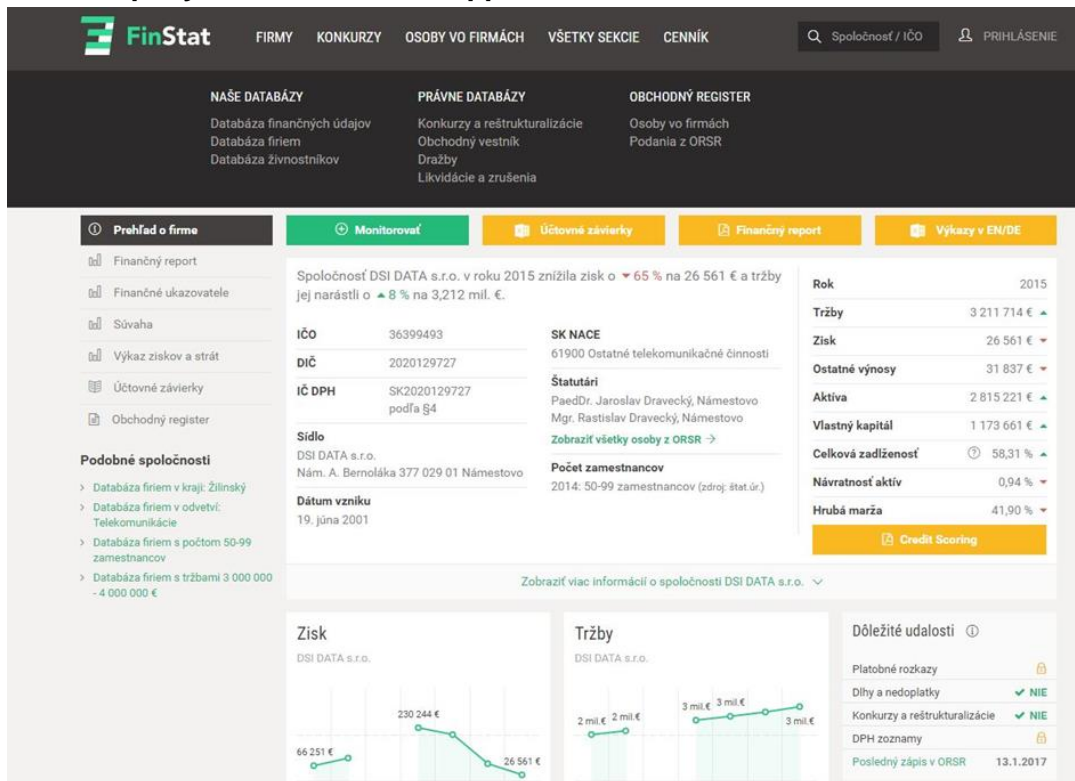 FinStat
FIRMY KONKURZY OSOBY VO FIRMÁCH VŠETKY SEKCIE CENNÍK
Spoločnosť / IČO
PRIHLÁSENIE
NAŠE DATABÁZY
Databáza finančných údajov
Databáza firiem
Databáza živnostníkov
PRÁVNE DATABÁZY
Konkurzy a reštrukturalizácie
Obchodný vestník
Dražby
Likvidácie a zrušenia
OBCHODNÝ REGISTER
Osoby vo firmách
Podania z ORSR
Prehľad o firme
Finančný report
Finančné ukazovatele
Súvaha
Výkaz ziskov a strát
Účtovné závierky
Obchodný register
Podobné spoločnosti
Databáza firiem v kraji: Žilinský
Databáza firiem v odvetví:
Telekomunikácie
Databáza firiem s počtom 50-99
zamestnancov
Databáza firiem s tržbami 3 000 000
- 4 000 000 €
Monitorovať
Účtovné závierky
Finančný report
Výkazy v EN/DE
Spoločnosť DSI DATA s.r.o. v roku 2015 znížila zisk o 65 % na 26 561 € a tržby
jej narástli o 8 % na 3,212 mil. €.
IČO 36399493
DIČ 2020129727
IČ DPH SK2020129727
podľa §4
Sídlo
DSI DATA s.r.o.
Nám. A. Bernoláka 377 029 01 Námestovo
Dátum vzniku
19. júna 2001
SK NACE
61900 Ostatné telekomunikačné činnosti
Štatutári
PaedDr. Jaroslav Dravecký, Námestovo
Mgr. Rastislav Dravecký, Námestovo
Zobraziť všetky osoby z ORSR
Počet zamestnancov
2014: 50-99 zamestnancov (zdroj: štat.úr.)
Rok 2015
Tržby 3 211 714 €
Zisk 26 561 €
Ostatné výnosy 31 837 €
Aktíva 2 815 221 €
Vlastný kapitál 1 173 661 €
Celková zadlženosť 58,31 %
Návratnosť aktív 0,94 %
Hrubá marža 41,90 %
Credit Scoring
Zobraziť viac informácií o spoločnosti DSI DATA s.r.o.
Zisk
DSI DATA s.r.o.
66 251 €
230 244 €
26 561 €
Tržby
DSI DATA s.r.o.
2 mil.€
2 mil.€
3 mil.€
3 mil.€
3 mil.€
Dôležité udalosti
Platobné rozkazy
Dlhy a nedoplatky NIE
Konkurzy a reštrukturalizácie NIE
DPH zoznamy
Posledný zápis v ORSR 13.1.2017